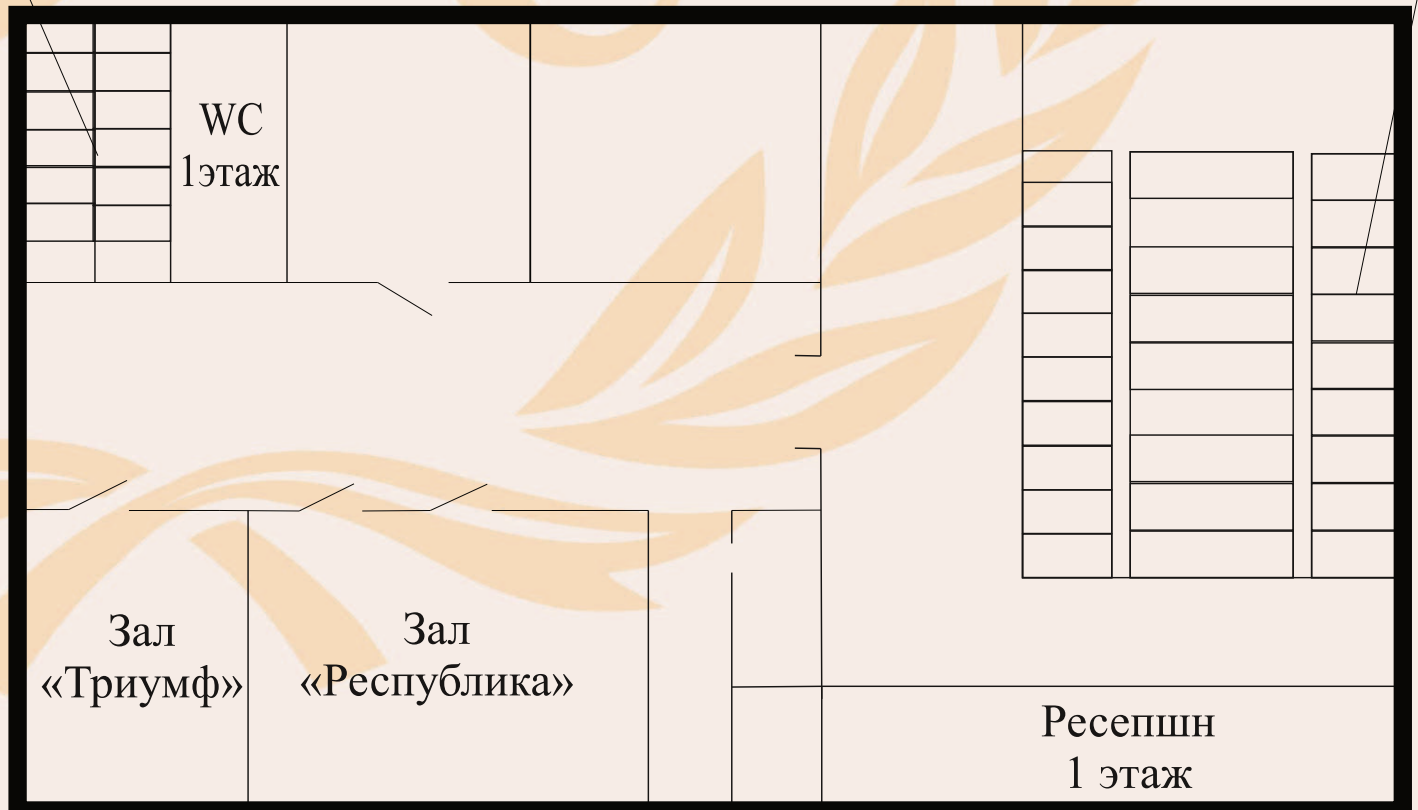 WC
1этаж
Зал
«Триумф»
Зал
«Республика»
Ресепшн
1 этаж